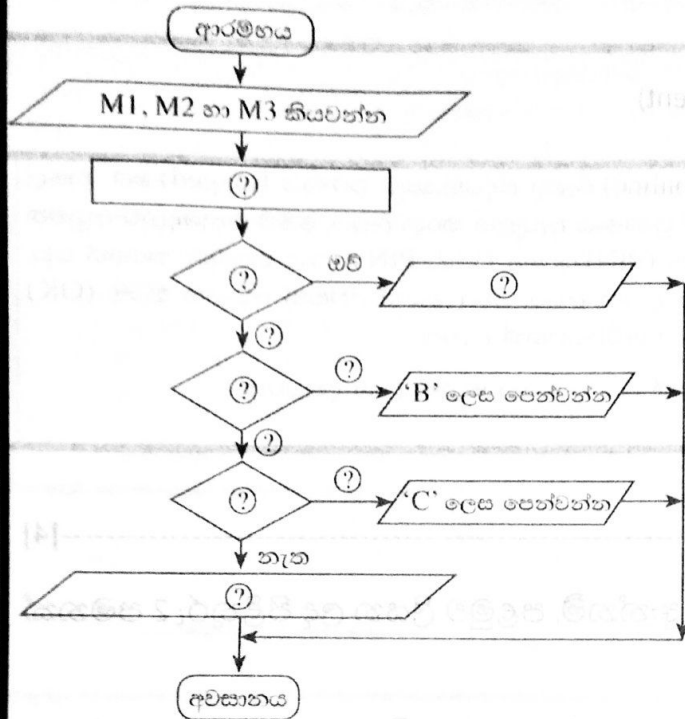 ආරම්භය
M1, M2 හා M3 කියවන්න
?
? ඔව් ?
?
? ? 'B' ලෙස පෙන්වන්න
?
? ? 'C' ලෙස පෙන්වන්න
නැත
?
අවසානය